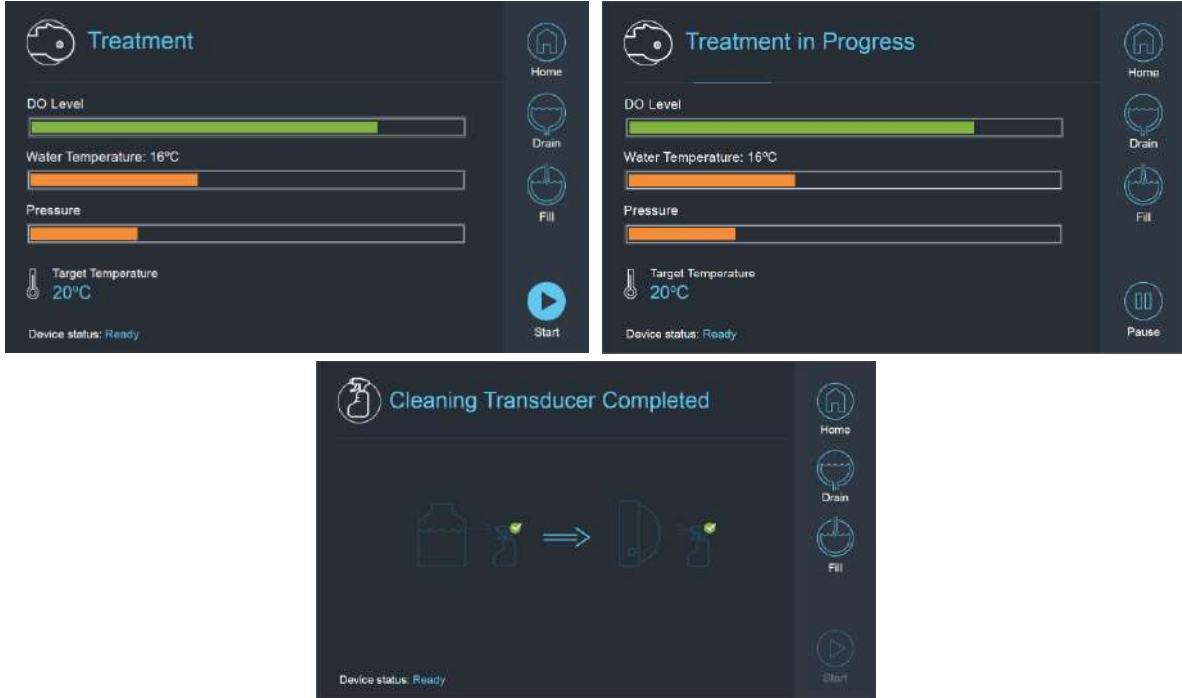 Treatment
Home
DO Level
Drain
Water Temperature: 16ºC
Fill
Pressure
Target Temperature
20ºC
Start
Device status: Ready
Treatment in Progress
Home
DO Level
Drain
Water Temperature: 16ºC
Fill
Pressure
Target Temperature
20ºC
Pause
Device status: Ready
Cleaning Transducer Completed
Home
Drain
Fill
Start
Device status: Ready